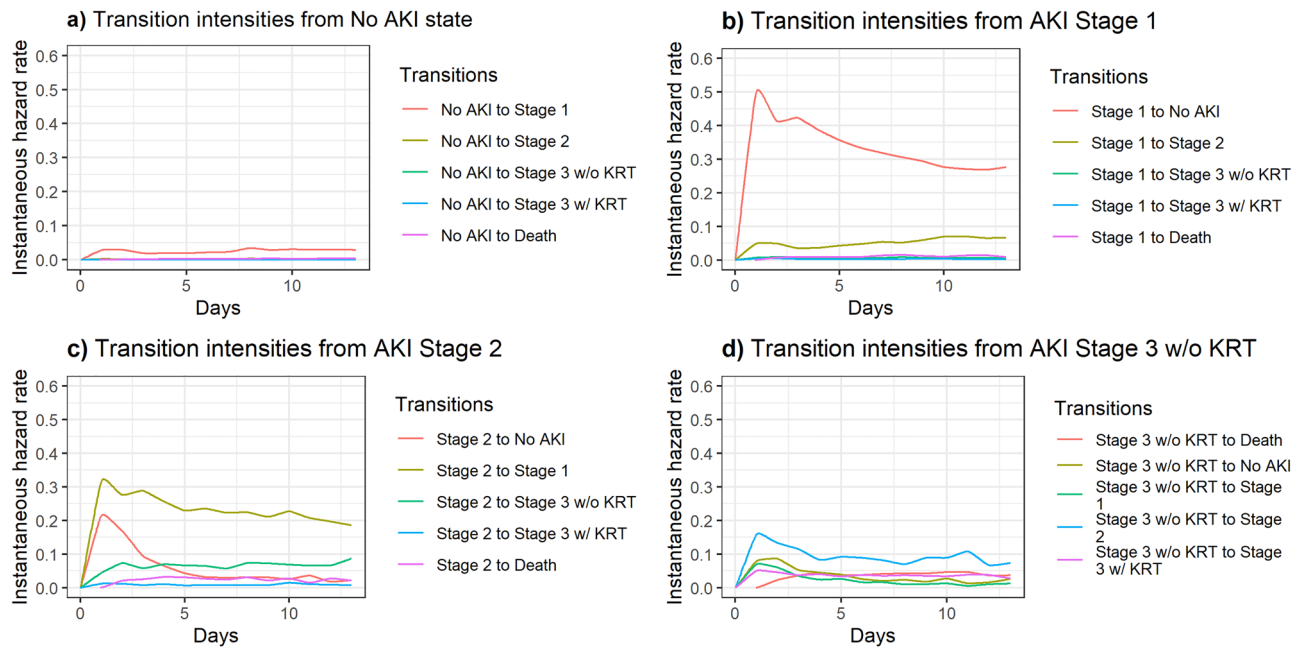 a) Transition intensities from No AKI state
Instantaneous hazard rate
0.6
0.5
0.4
0.3
0.2
0.1
0.0
0 5 10
Days
Transitions
No AKI to Stage 1
No AKI to Stage 2
No AKI to Stage 3 w/o KRT
No AKI to Stage 3 w/ KRT
No AKI to Death
b) Transition intensities from AKI Stage 1
Instantaneous hazard rate
0.6
0.5
0.4
0.3
0.2
0.1
0.0
0 5 10
Days
Transitions
Stage 1 to No AKI
Stage 1 to Stage 2
Stage 1 to Stage 3 w/o KRT
Stage 1 to Stage 3 w/ KRT
Stage 1 to Death
c) Transition intensities from AKI Stage 2
Instantaneous hazard rate
0.6
0.5
0.4
0.3
0.2
0.1
0.0
0 5 10
Days
Transitions
Stage 2 to No AKI
Stage 2 to Stage 1
Stage 2 to Stage 3 w/o KRT
Stage 2 to Stage 3 w/ KRT
Stage 2 to Death
d) Transition intensities from AKI Stage 3 w/o KRT
Instantaneous hazard rate
0.6
0.5
0.4
0.3
0.2
0.1
0.0
0 5 10
Days
Transitions
Stage 3 w/o KRT to Death
Stage 3 w/o KRT to No AKI
Stage 3 w/o KRT to Stage
1
Stage 3 w/o KRT to Stage
2
Stage 3 w/o KRT to Stage
3 w/ KRT